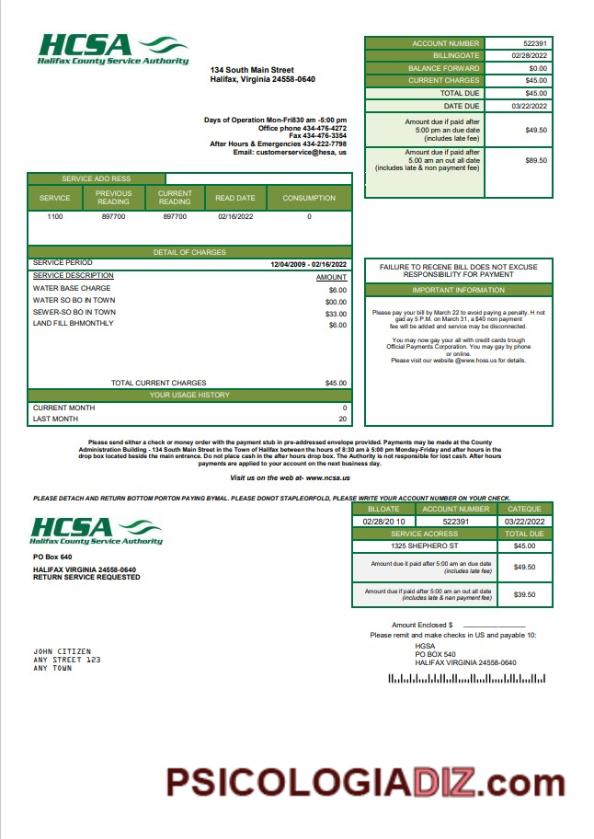 HCSA
Halifax County Service Authority
134 South Main Street
Halifax, Virginia 24558-0640
Days of Operation Mon-Fri830 am -5:00 pm
Office phone 434-476-4272
Fax 434-476-3354
After Hours & Emergencies 434-222-7798
Email: customerservice@hesa, us
ACCOUNT NUMBER 522391
BILLINGDATE 02/28/2022
BALANCE FORWARD $0.00
CURRENT CHARGES $45.00
TOTAL DUE $45.00
DATE DUE 03/22/2022
Amount due if paid after
5:00 pm an due date $49.50
(includes late fee)
Amount due if paid after
5.00 am an out all date $89.50
(includes late & non payment fee)
SERVICE ADO RESS
SERVICE PREVIOUS READING CURRENT READING READ DATE CONSUMPTION
1100 897700 897700 02/16/2022 0
DETAIL OF CHARGES
SERVICE PERIOD 12/04/2009 - 02/16/2022
SERVICE DESCRIPTION AMOUNT
WATER BASE CHARGE $6.00
WATER SO BO IN TOWN $00.00
SEWER-SO BO IN TOWN $33.00
LAND FILL BHMONTHLY $6.00
TOTAL CURRENT CHARGES $45.00
YOUR USAGE HISTORY
CURRENT MONTH 0
LAST MONTH 20
FAILURE TO RECENE BILL DOES NOT EXCUSE
RESPONSIBILITY FOR PAYMENT
IMPORTANT INFORMATION
Please pay your bill by March 22 to avoid paying a penalty. H not
gad ay 5 P.M. on March 31, a $40 non payment
fee will be added and service may be disconnected.
You may now gay your all with credit cards trough
Official Payments Corporation. You may gay by phone
or online.
Please visit our website @www.hoss.us for details.
Please send either a check or money order with the payment stub in pre-addressed envelope provided. Payments may be made at the County
Administration Building - 134 South Main Street in the Town of Halifax between the hours of 8:30 am à 5:00 pm Monday-Friday and after hours in the
drop box located beside the main entrance. Do not place cash in the after hours drop box. The Authority is not responsible for lost cash. After hours
payments are applied to your account on the next business day.
Visit us on the web at- www.ncsa.us
PLEASE DETACH AND RETURN BOTTOM PORTON PAYING BYMAL. PLEASE DONOT STAPLEORFOLD, PLEASE WRITE YOUR ACCOUNT NUMBER ON YOUR CHECK.
HCSA
Halifax County Service Authority
PO Box 640
HALIFAX VIRGINIA 24558-0640
RETURN SERVICE REQUESTED
BLLOATE ACCOUNT NUMBER CATEQUE
02/28/20 10 522391 03/22/2022
SERVICE ACORESS TOTAL DUE
1325 SHEPHERO ST $45.00
Amount due it paid after 5:00 am an due date $49.50
(includes late fee)
Amount due if paid after 5:00 am an out all date $39.50
(includes late & nan payment fee)
Amount Enclosed $
Please remit and make checks in US and payable 10:
HGSA
PO BOX 540
HALIFAX VIRGINIA 24558-0640
JOHN CITIZEN
ANY STREET 123
ANY TOWN
PSICOLOGIADIZ.com